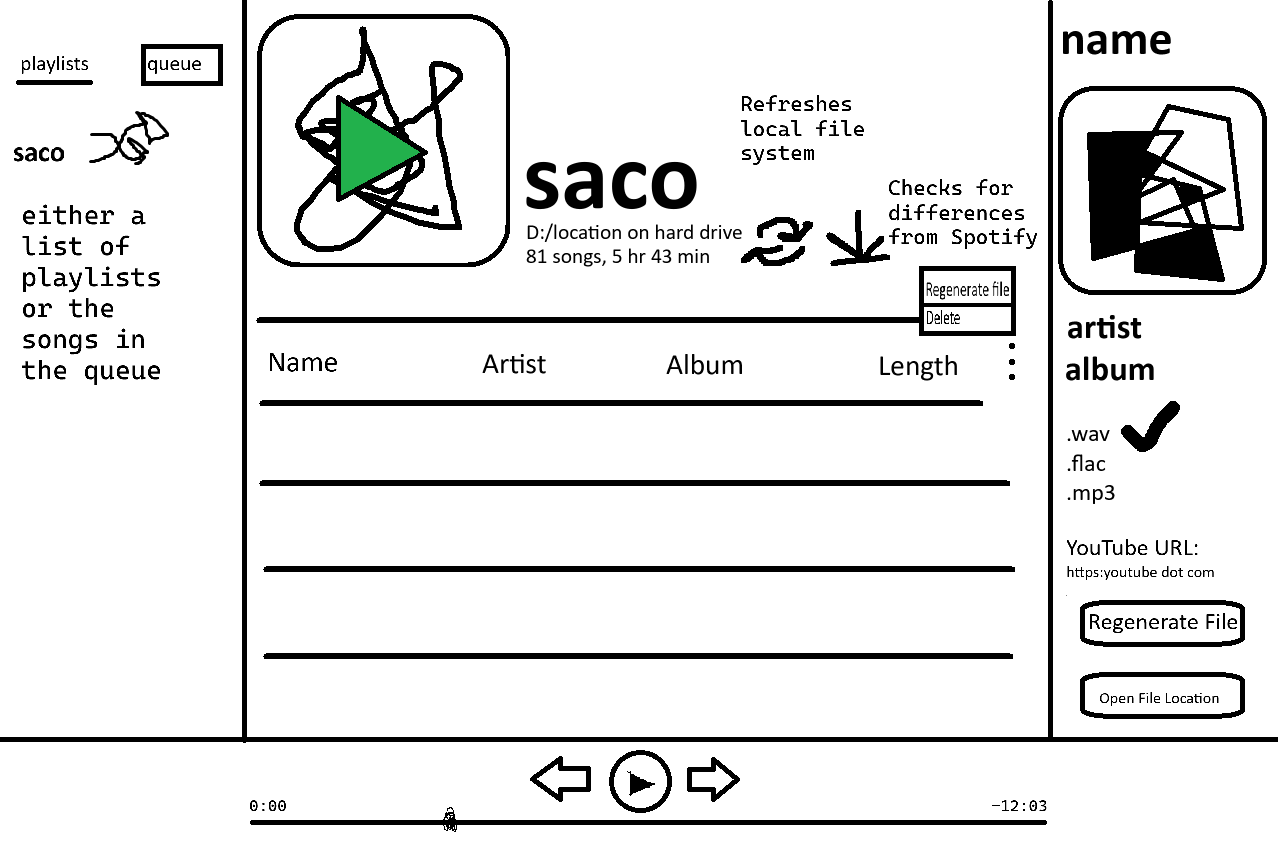 playlists
queue
saco
either a
list of
playlists
or the
songs in
the queue
saco
D:/location on hard drive
81 songs, 5 hr 43 min
Refreshes
local file
system
Checks for
differences
from Spotify
Regenerate file
Delete
Name Artist Album Length
name
artist
album
.wav
.flac
.mp3
YouTube URL:
https:youtube dot com
Regenerate File
Open File Location
0:00
−12:03